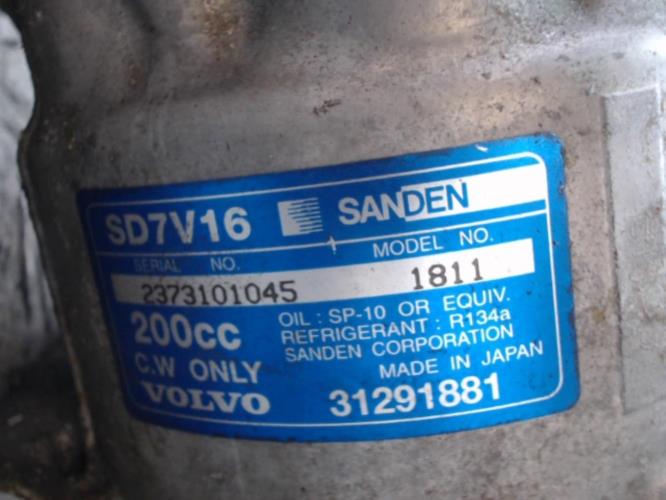 SD7V16 SANDEN
SERIAL NO. MODEL NO.
2373101045 1811
200cc OIL : SP-10 OR EQUIV.
REFRIGERANT : R134a
C.W ONLY SANDEN CORPORATION
MADE IN JAPAN
VOLVO 31291881